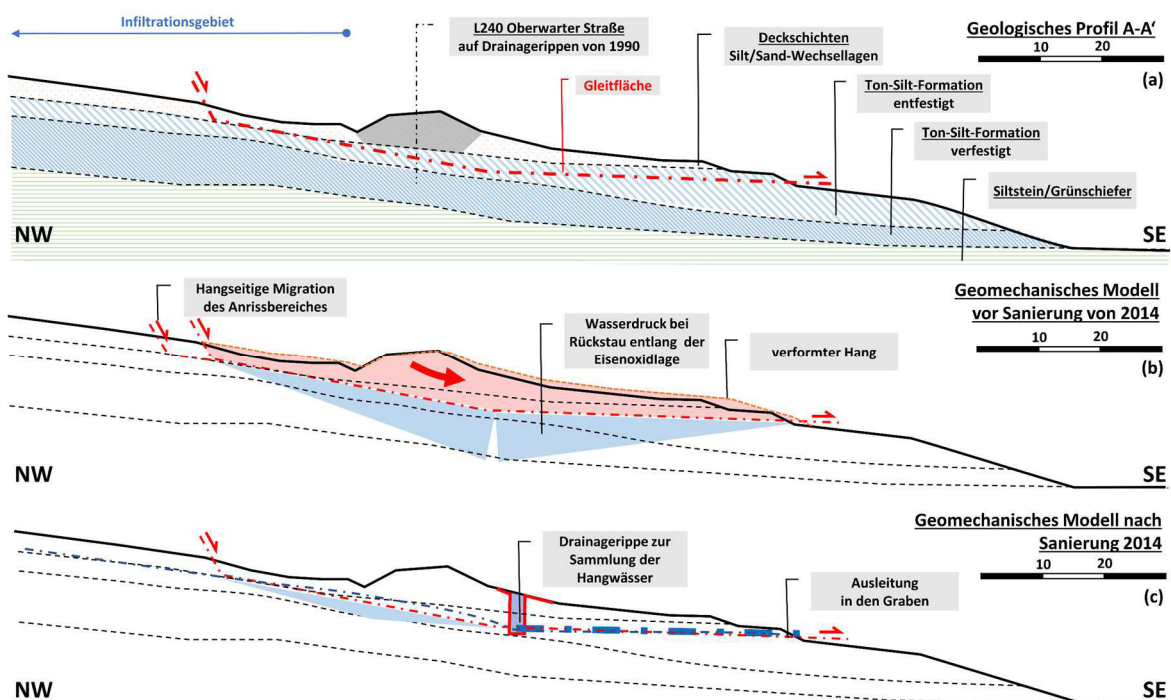 Infiltrationsgebiet
L240 Oberwarter Straße
auf Drainagerippen von 1990
Deckschichten
Silt/Sand-Wechsellagen
Geologisches Profil A-A‘
10 20
(a)
Gleitfläche
Ton-Silt-Formation
entfestigt
Ton-Silt-Formation
verfestigt
Siltstein/Grünschiefer
NW
SE
Hangseitige Migration
des Anrissbereiches
Geomechanisches Modell
vor Sanierung von 2014
10 20
(b)
Wasserdruck bei
Rückstau entlang der
Eisenoxidlage
verformter Hang
NW
SE
Geomechanisches Modell nach
Sanierung 2014
10 20
(c)
Drainagerippe zur
Sammlung der
Hangwässer
Ausleitung
in den Graben
NW
SE